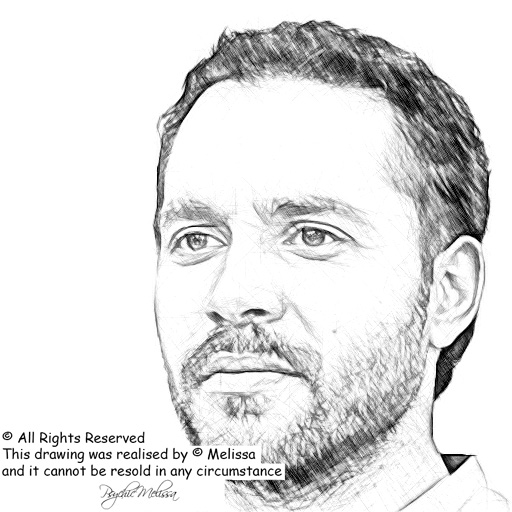 © All Rights Reserved
This drawing was realised by © Melissa
and it cannot be resold in any circumstance
Psychic Melissa